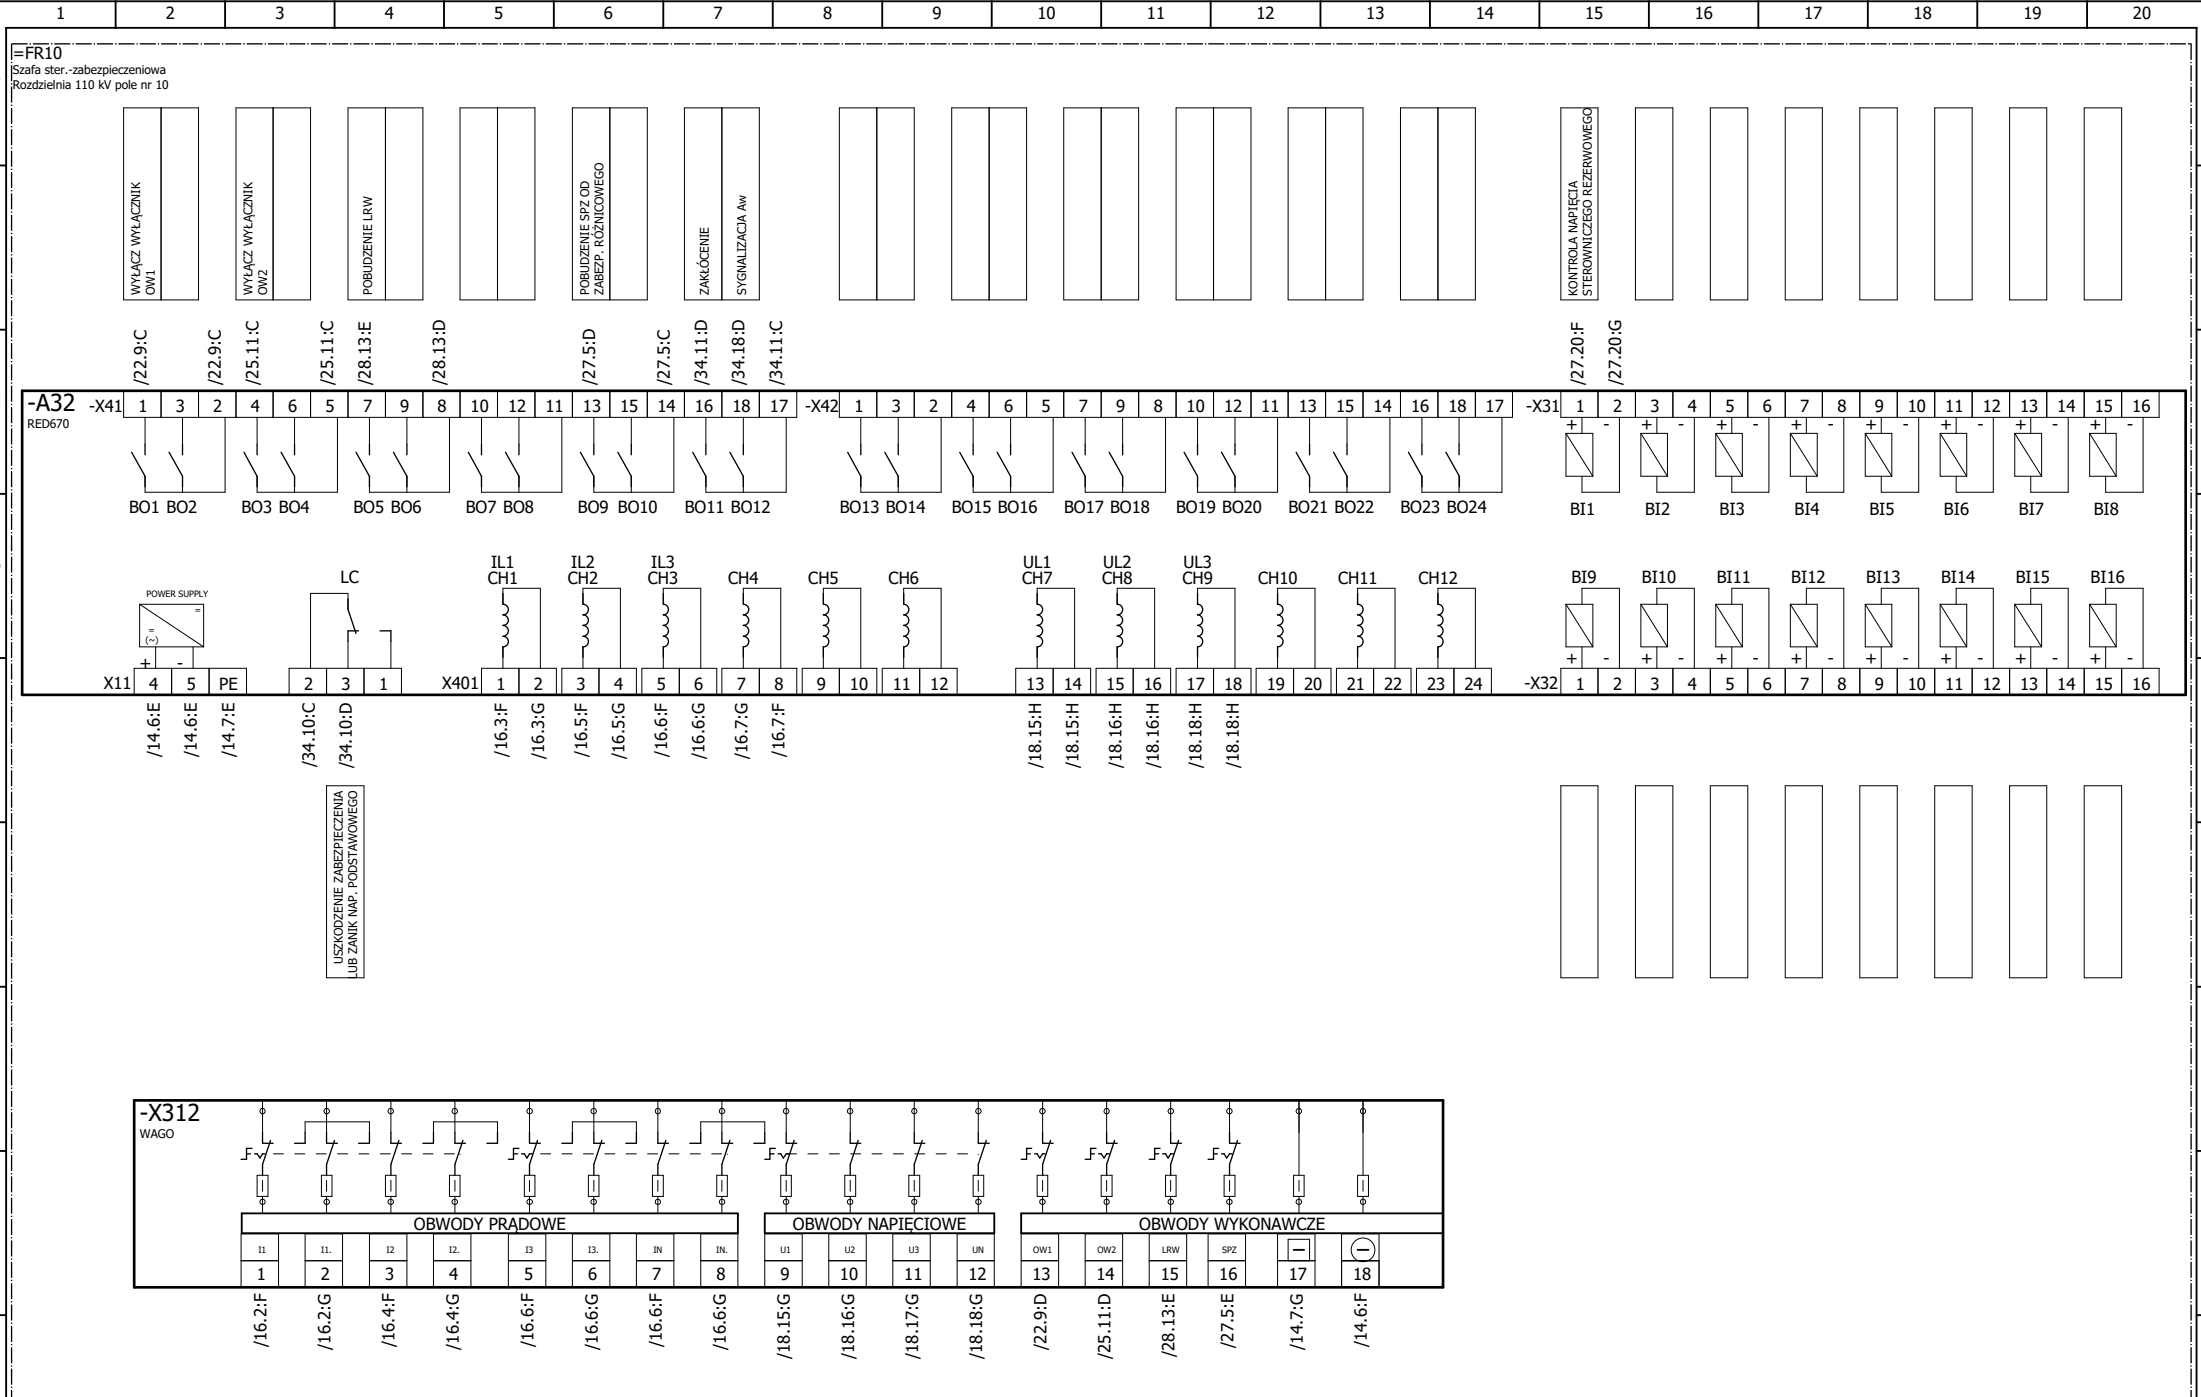 1 2 3 4 5 6 7 8 9 10 11 12 13 14 15 16 17 18 19 20
=FR10
Szafa ster.-zabezpieczeniowa
Rozdzielnia 110 kV pole nr 10
WYŁĄCZ WYŁĄCZNIK
OW1
WYŁĄCZ WYŁĄCZNIK
OW2
POBUDZENIE LRW
POBUDZENIE SPZ OD
ZABEZP. RÓŻNICOWEGO
ZAKŁÓCENIE
SYGNALIZACJA Aw
KONTROLA NAPIĘCIA
STEROWNICZEGO REZERWOWEGO
/22.9:C /22.9:C /25.11:C /25.11:C /28.13:E /28.13:D /27.5:D /27.5:C /34.11:D /34.18:D /34.11:C /27.20:F /27.20:G
-A32 -X41 1 3 2 4 6 5 7 9 8 10 12 11 13 15 14 16 18 17 -X42 1 3 2 4 6 5 7 9 8 10 12 11 13 15 14 16 18 17 -X31 1 2 3 4 5 6 7 8 9 10 11 12 13 14 15 16
RED670
+ - + - + - + - + - + - + - + -
BO1 BO2 BO3 BO4 BO5 BO6 BO7 BO8 BO9 BO10 BO11 BO12 BO13 BO14 BO15 BO16 BO17 BO18 BO19 BO20 BO21 BO22 BO23 BO24 BI1 BI2 BI3 BI4 BI5 BI6 BI7 BI8
IL1 IL2 IL3 UL1 UL2 UL3
LC CH1 CH2 CH3 CH4 CH5 CH6 CH7 CH8 CH9 CH10 CH11 CH12 BI9 BI10 BI11 BI12 BI13 BI14 BI15 BI16
POWER SUPPLY
=
=
(~)
+ - + - + - + - + - + - + - + - + -
X11 4 5 PE 2 3 1 X401 1 2 3 4 5 6 7 8 9 10 11 12 13 14 15 16 17 18 19 20 21 22 23 24 -X32 1 2 3 4 5 6 7 8 9 10 11 12 13 14 15 16
/14.6:E /14.6:E /14.7:E /34.10:C /34.10:D /16.3:F /16.3:G /16.5:F /16.5:G /16.6:F /16.6:G /16.7:G /16.7:F /18.15:H /18.15:H /18.16:H /18.16:H /18.18:H /18.18:H
USZKODZENIE ZABEZPIECZENIA
LUB ZANIK NAP. PODSTAWOWEGO
-X312
WAGO
OBWODY PRĄDOWE OBWODY NAPIĘCIOWE OBWODY WYKONAWCZE
I1 I1. I2 I2. I3 I3. IN IN. U1 U2 U3 UN OW1 OW2 LRW SPZ
1 2 3 4 5 6 7 8 9 10 11 12 13 14 15 16 17 18
/16.2:F /16.2:G /16.4:F /16.4:G /16.6:F /16.6:G /16.6:F /16.6:G /18.15:G /18.16:G /18.17:G /18.18:G /22.9:D /25.11:D /28.13:E /27.5:E /14.7:G /14.6:F